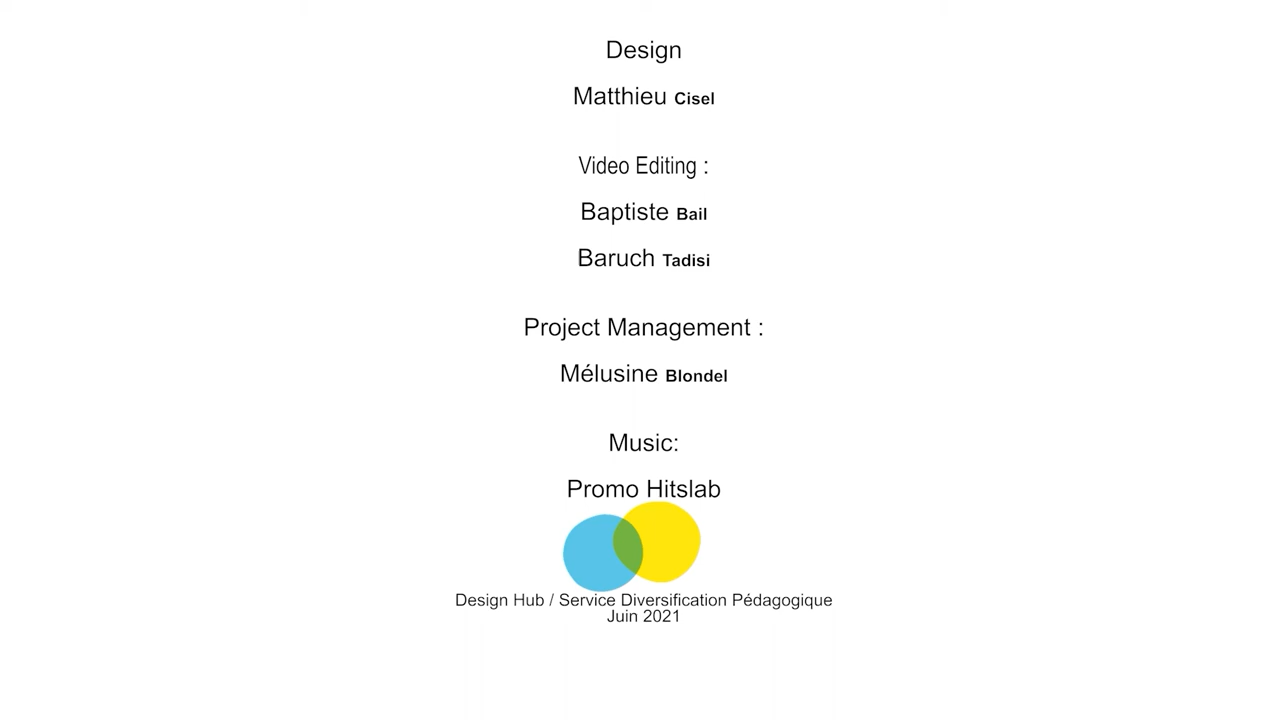 Design
Matthieu Cisel
Video Editing :
Baptiste Bail
Baruch Tadisi
Project Management :
Mélusine Blondel
Music:
Promo Hitslab
Design Hub / Service Diversification Pédagogique
Juin 2021